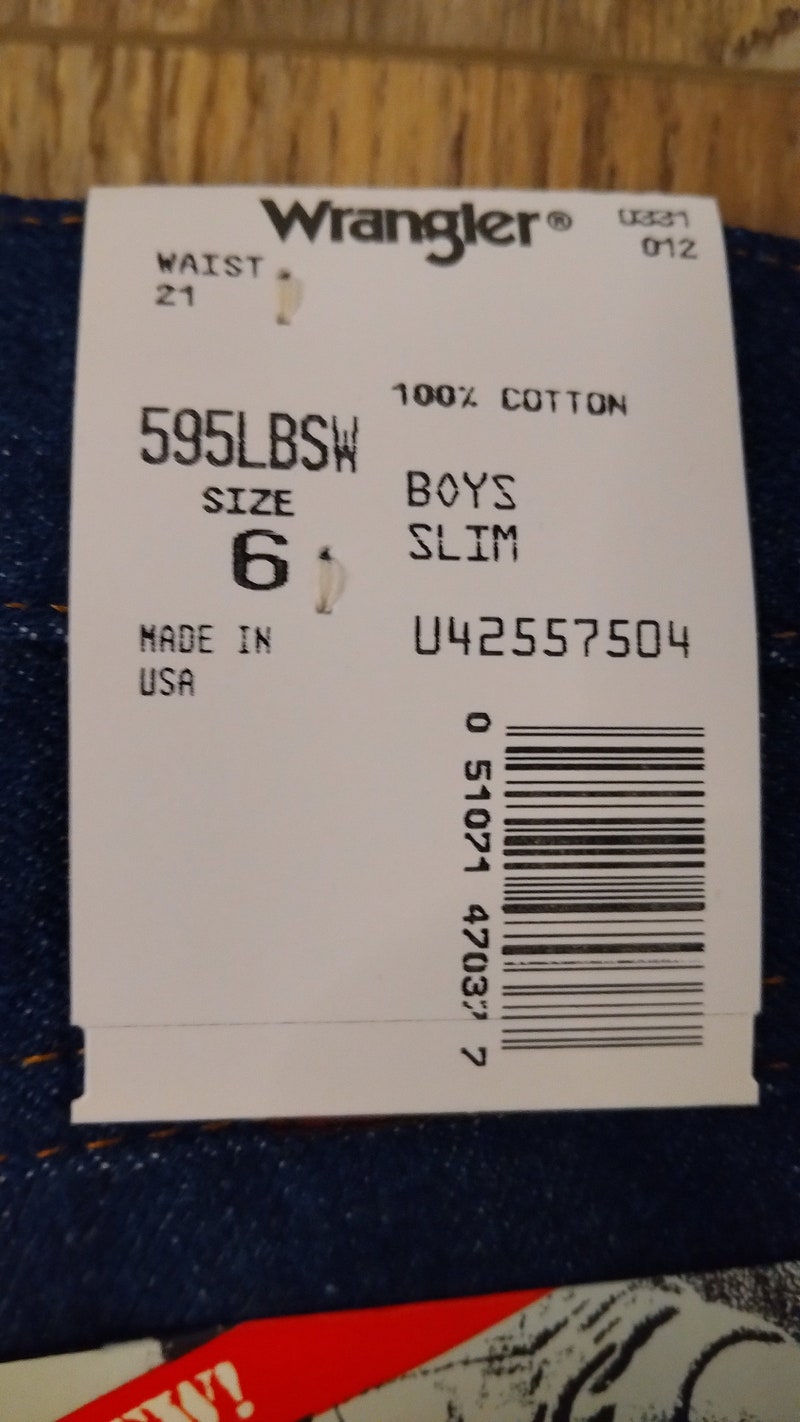 Wrangler®
U331
012
WAIST
21
100% COTTON
595LBSW
BOYS
SLIM
SIZE
6
U42557504
MADE IN
USA
0 51071 47037 7